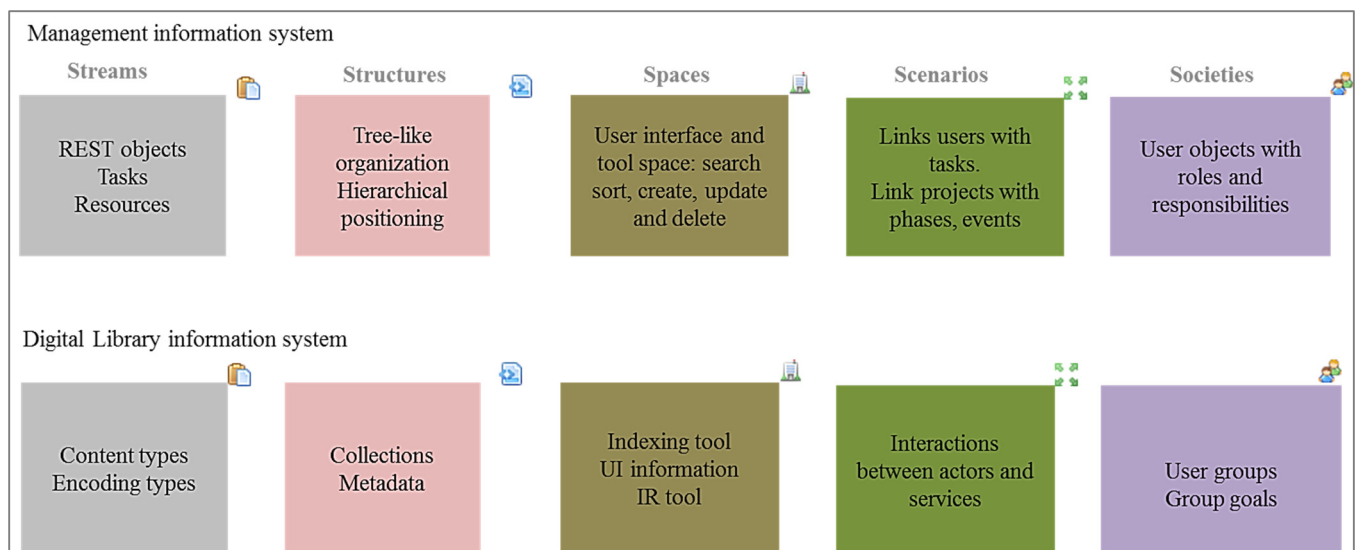 Management information system
Streams
Structures
Spaces
Scenarios
Societies
REST objects
Tasks
Resources
Tree-like
organization
Hierarchical
positioning
User interface and
tool space: search
sort, create, update
and delete
Links users with
tasks.
Link projects with
phases, events
User objects with
roles and
responsibilities
Digital Library information system
Content types
Encoding types
Collections
Metadata
Indexing tool
UI information
IR tool
Interactions
between actors and
services
User groups
Group goals